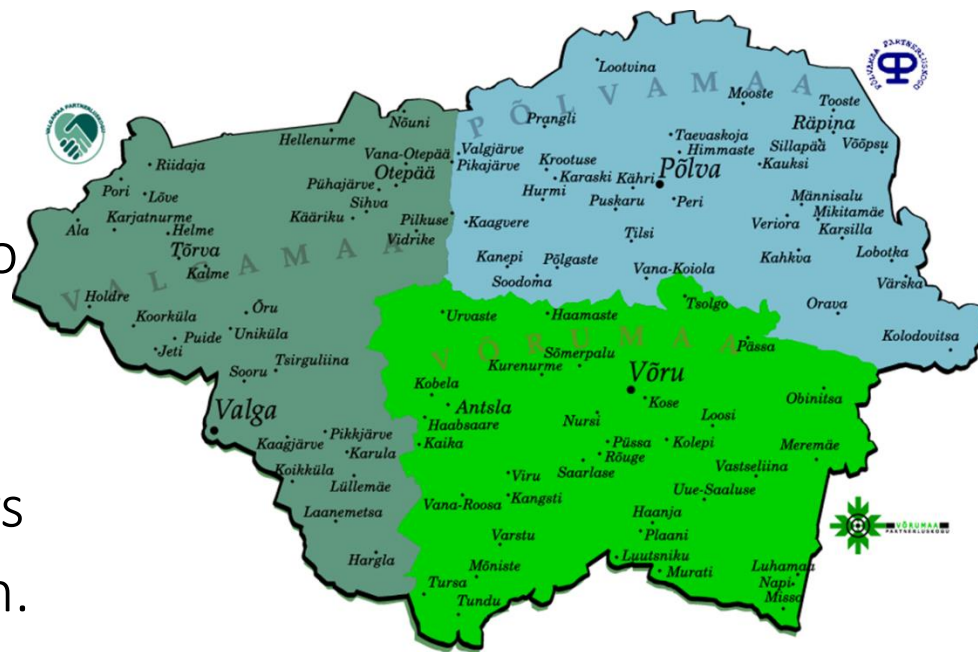 o
s
n.
VALGAMAA PARTNERLUSKOGU
PÕLVAMAA PARTNERLUSKOGU
VÕRUMAA
PARTNERLUSKOGU
PÕLVAMAA
Lootvina
Mooste
Tooste
Prangli
Räpina
Taevaskoja
Himmaste
Sillapää
Võõpsu
Valgjärve
Pikajärve
Krootuse
Karaski
Kähri
Põlva
Kauksi
Hurmi
Puskaru
Peri
Männisalu
Mikitamäe
Kaagvere
Veriora
Karsilla
Tilsi
Kanepi
Põlgaste
Kahkva
Lobotka
Soodoma
Vana-Koiola
Värska
Orava
Kolodovitsa
VALGAMAA
Nõuni
Hellenurme
Vana-Otepää
Otepää
Riidaja
Pühajärve
Pori
Lõve
Sihva
Karjatnurme
Kääriku
Pilkuse
Ala
Helme
Vidrike
Tõrva
Kalme
Holdre
Õru
Koorküla
Puide
Uniküla
Jeti
Tsirguliina
Sooru
Valga
Kaagjärve
Pikkjärve
Karula
Koikküla
Lüllemäe
Laanemetsa
Hargla
VÕRUMAA
Tsolgo
Urvaste
Haamaste
Pässa
Sõmerpalu
Kurenurme
Võru
Kobela
Kose
Obinitsa
Antsla
Nursi
Loosi
Haabsaare
Kaika
Püssa
Kolepi
Meremäe
Rõuge
Saarlase
Vastseliina
Viru
Uue-Saaluse
Vana-Roosa
Kangsti
Haanja
Plaani
Varstu
Luutsniku
Mõniste
Murati
Luhamaa
Tursa
Napi
Tundu
Misso